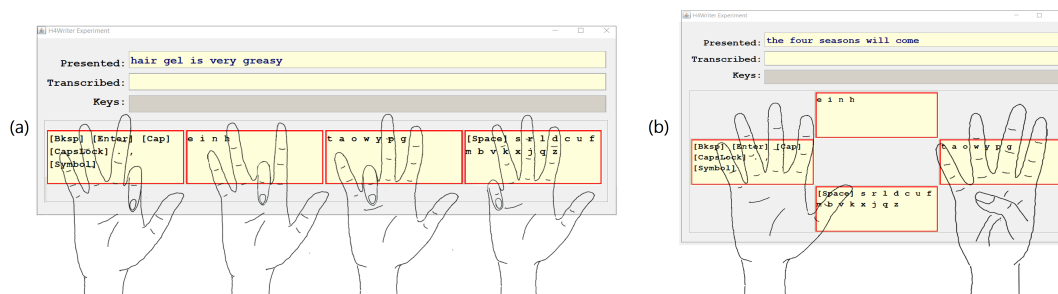 (a)
H4Writer Experiment
Presented: hair gel is very greasy
Transcribed:
Keys:
[Bksp] [Enter] [Cap]
[CapsLock] . ,
[Symbol]
e i n h
t a o w y p g
[Space] s r l d c u f
m b v k x j q z
(b)
H4Writer Experiment
Presented: the four seasons will come
Transcribed:
Keys:
e i n h
[Bksp] [Enter] [Cap]
[CapsLock] . ,
[Symbol]
t a o w y p g
[Space] s r l d c u f
m b v k x j q z